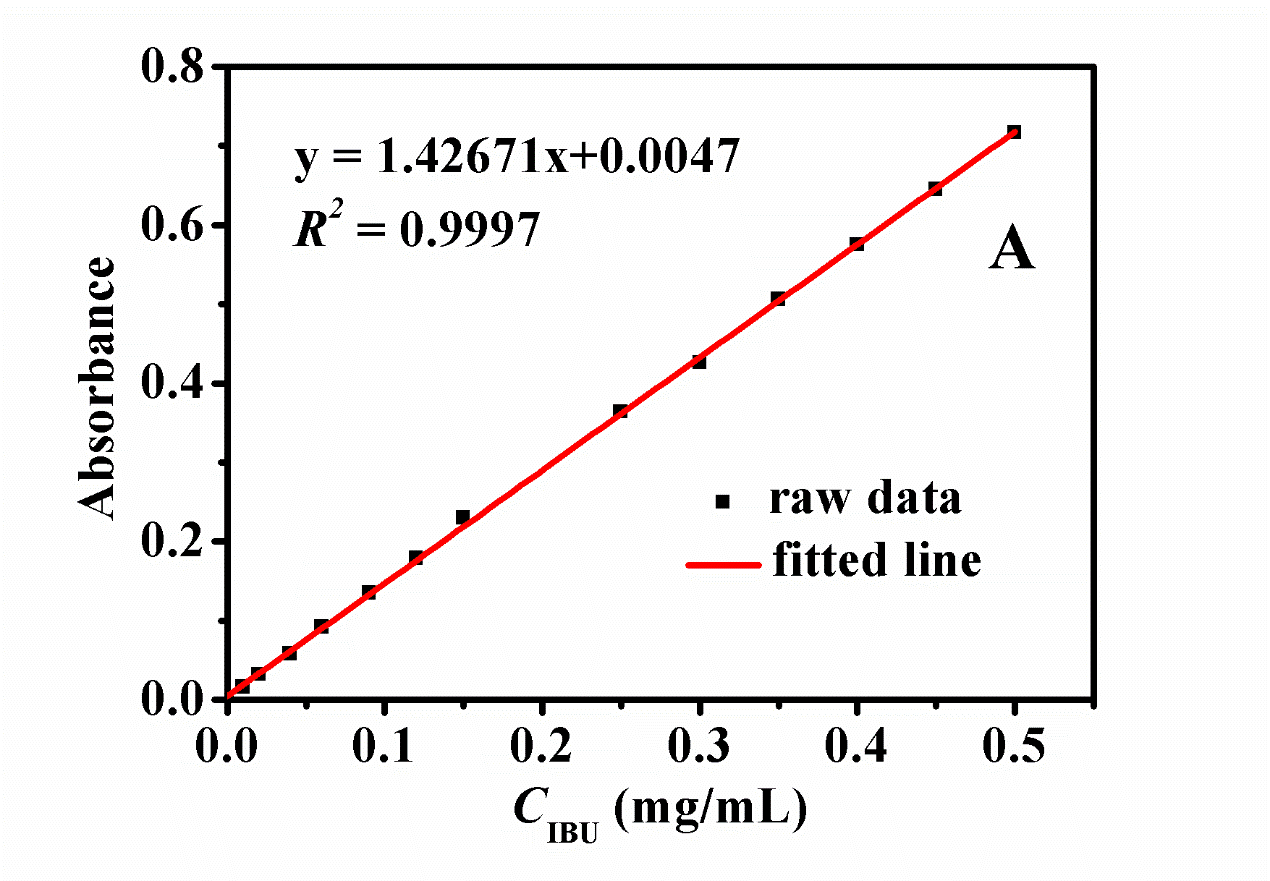 0.8
y = 1.42671x+0.0047
R² = 0.9997
0.6
A
Absorbance
0.4
raw data
fitted line
0.2
0.0
0.0 0.1 0.2 0.3 0.4 0.5
C IBU (mg/mL)